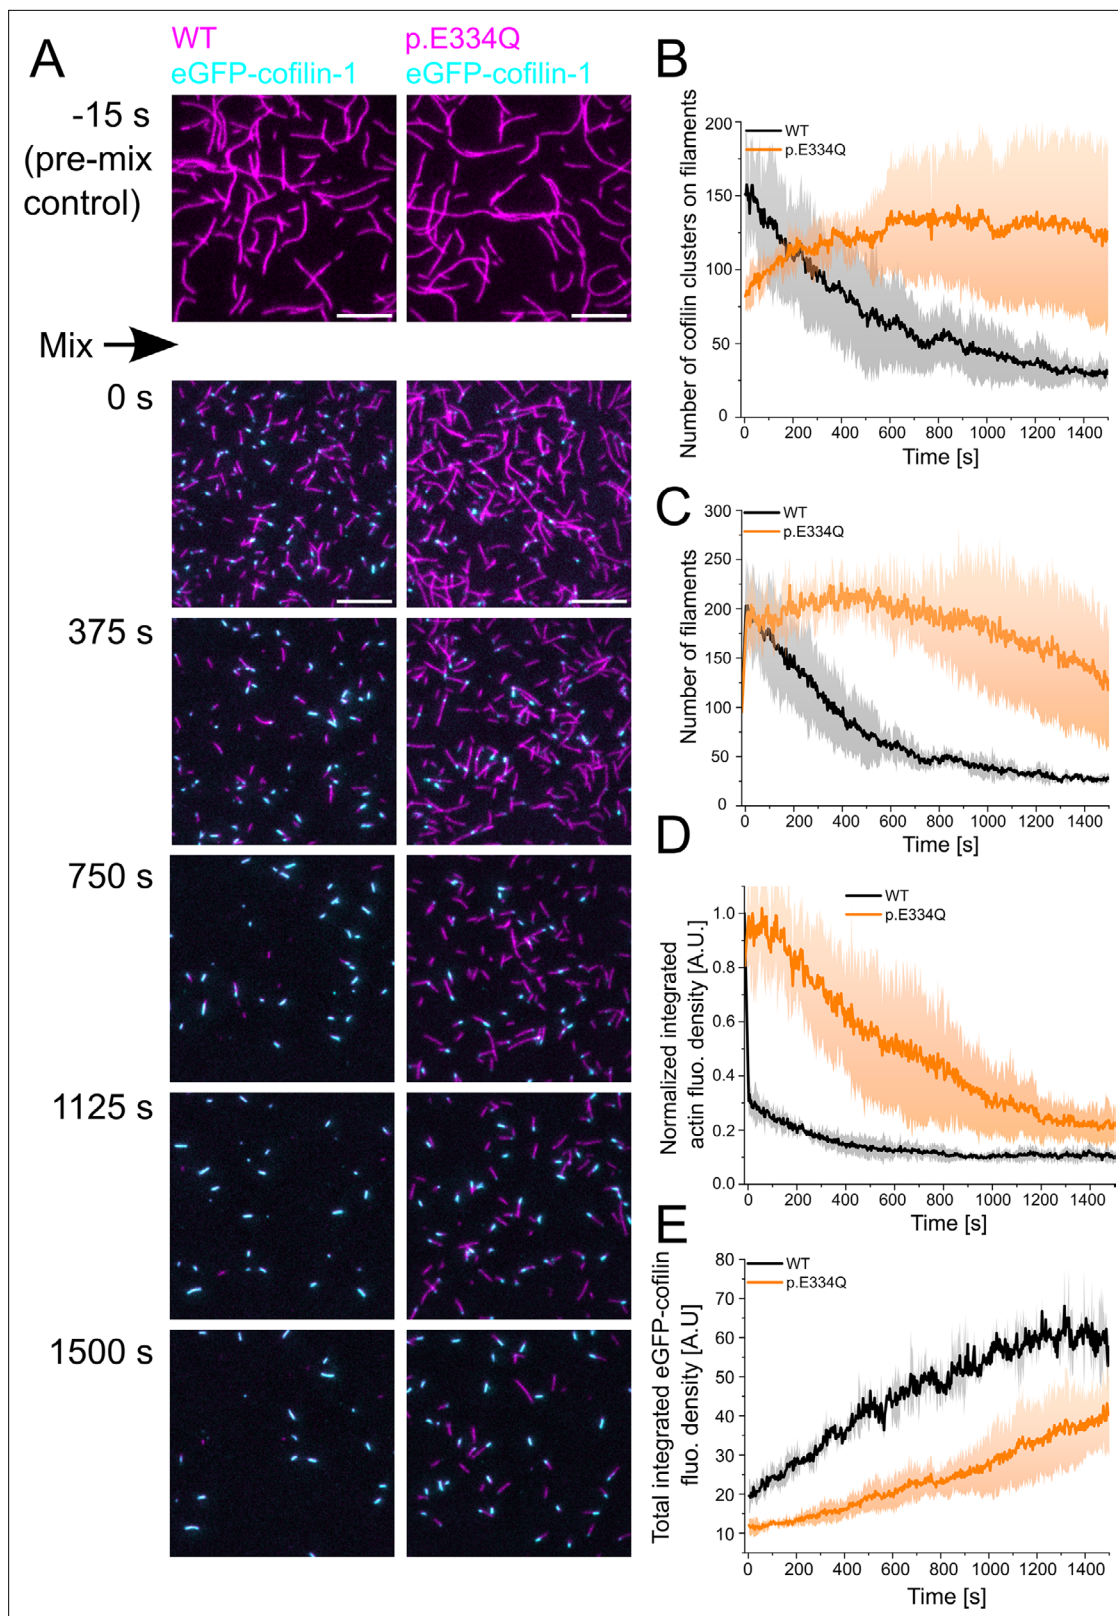 A
WT
eGFP-cofilin-1
p.E334Q
eGFP-cofilin-1
-15 s
(pre-mix
control)
Mix
0 s
375 s
750 s
1125 s
1500 s
B
WT
p.E334Q
Number of cofilin clusters on filaments
200
150
100
50
0
0 200 400 600 800 1000 1200 1400
Time [s]
C
WT
p.E334Q
Number of filaments
300
250
200
150
100
50
0
0 200 400 600 800 1000 1200 1400
Time [s]
D
WT
p.E334Q
Normalized integrated
actin fluo. density [A.U.]
1.0
0.8
0.6
0.4
0.2
0.0
0 200 400 600 800 1000 1200 1400
Time [s]
E
WT
p.E334Q
Total integrated eGFP-cofilin
fluo. density [A.U]
80
70
60
50
40
30
20
10
0 200 400 600 800 1000 1200 1400
Time [s]